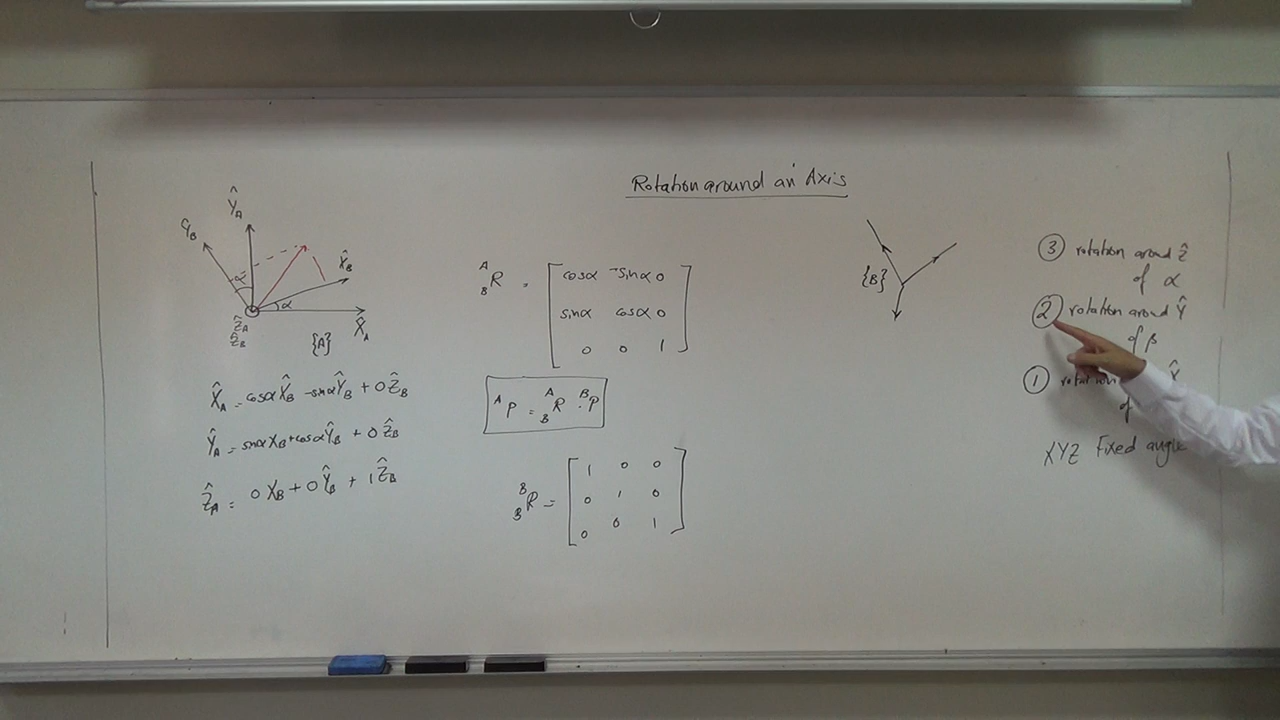 Rotation around an Axis
Ŷ_A
Ŷ_B
α
X̂_B
α
X̂_A
Ẑ_A
Ẑ_B
{A}
X̂_A = cosα X̂_B - sinα Ŷ_B + 0 Ẑ_B
Ŷ_A = sinα X_B + cosα Ŷ_B + 0 Ẑ_B
Ẑ_A = 0 X_B + 0 Ŷ_B + 1 Ẑ_B
A
B R = [ cosα -sinα 0
sinα cosα 0
0 0 1 ]
^A P = ^A_B R . ^B P
B
B R = [ 1 0 0
0 1 0
0 0 1 ]
{B}
③ rotation around ẑ
of α
② rotation around Ŷ
of β
① rotation X̂
of
XYZ Fixed angle